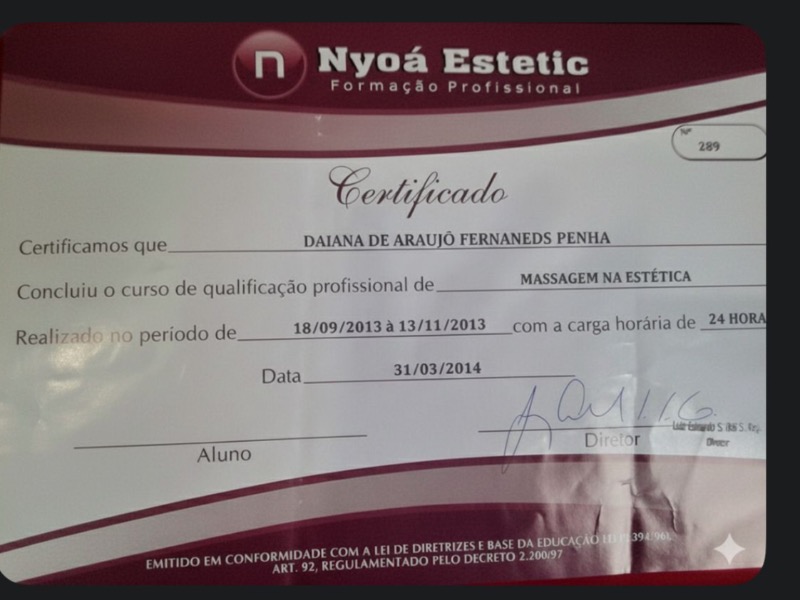 n Nyoá Estetic
Formação Profissional
Nº
289
Certificado
Certificamos que DAIANA DE ARAUJÔ FERNANEDS PENHA
Concluiu o curso de qualificação profissional de MASSAGEM NA ESTÉTICA
Realizado no período de 18/09/2013 à 13/11/2013 com a carga horária de 24 HORA
Data 31/03/2014
Aluno
Diretor
Diretor
EMITIDO EM CONFORMIDADE COM A LEI DE DIRETRIZES E BASE DA EDUCAÇÃO 394.96),
ART. 92, REGULAMENTADO PELO DECRETO 2.200/97